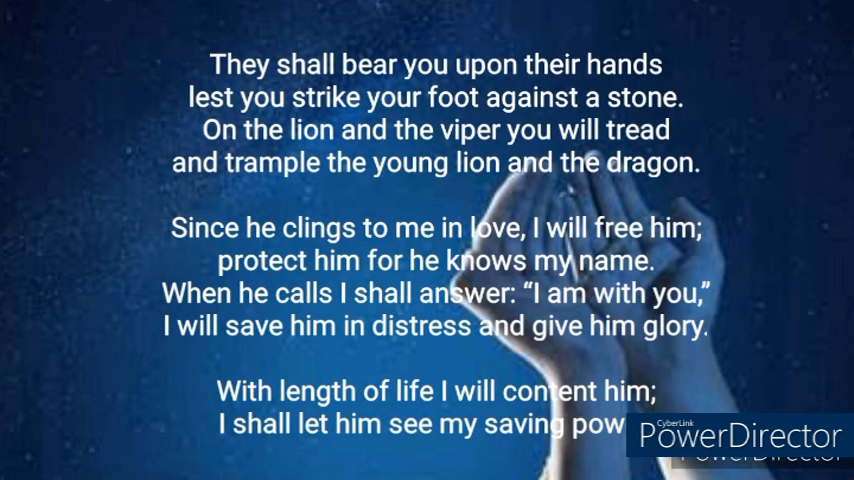 They shall bear you upon their hands
lest you strike your foot against a stone.
On the lion and the viper you will tread
and trample the young lion and the dragon.
Since he clings to me in love, I will free him;
protect him for he knows my name.
When he calls I shall answer: “I am with you,”
I will save him in distress and give him glory.
With length of life I will content him;
I shall let him see my saving pow
CyberLink
PowerDirector
PowerDirector